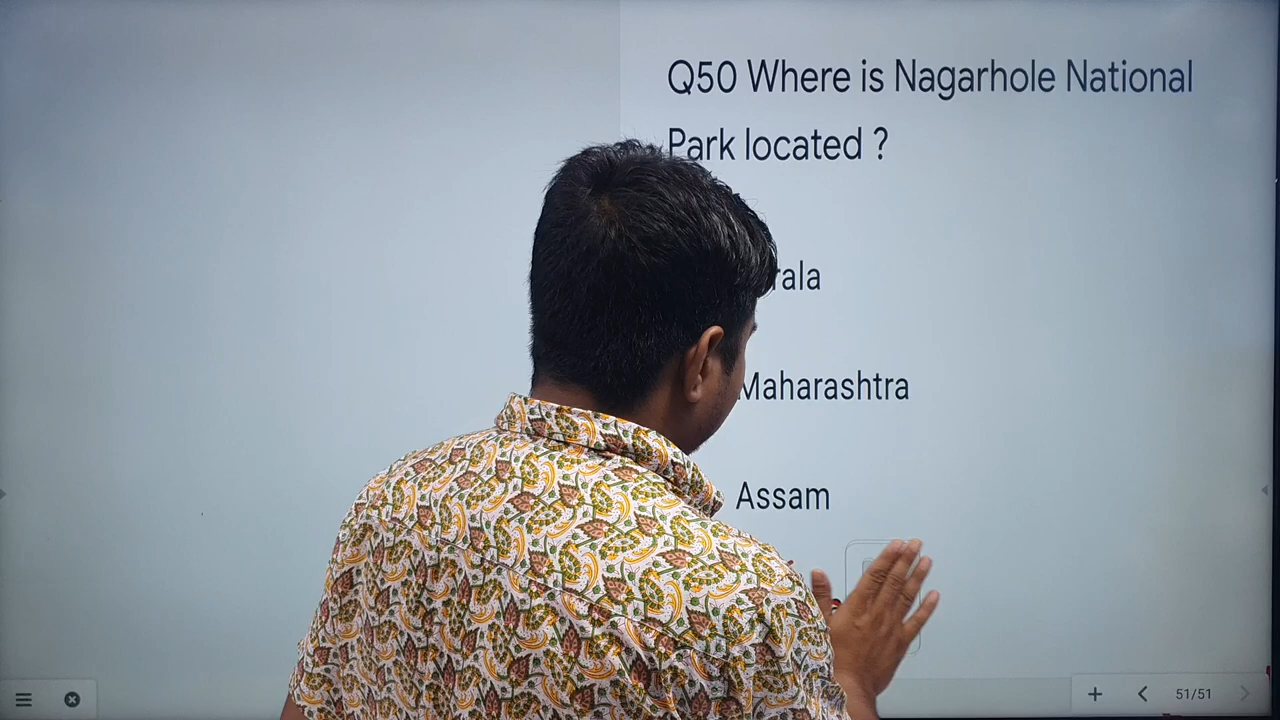 Q50 Where is Nagarhole National
Park located ?
rala
Maharashtra
Assam
51/51